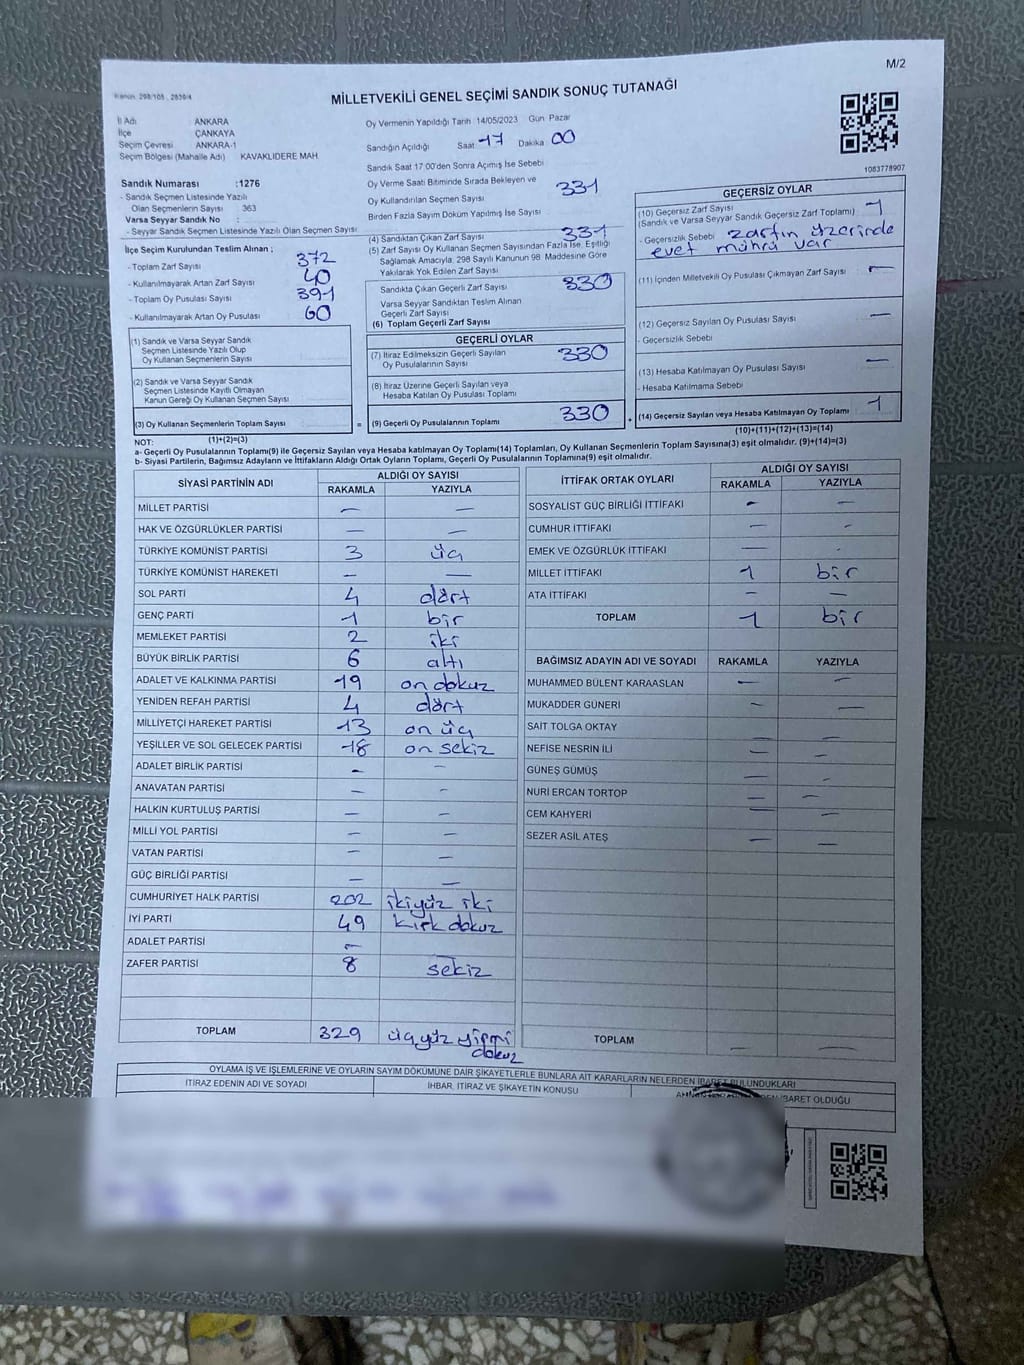 M/2
Kanun: 298/105 , 2839/4
MİLLETVEKİLİ GENEL SEÇİMİ SANDIK SONUÇ TUTANAĞI
İl Adı ANKARA
İlçe ÇANKAYA
Seçim Çevresi ANKARA-1
Seçim Bölgesi (Mahalle Adı) KAVAKLIDERE MAH.
Sandık Numarası :1276
- Sandık Seçmen Listesinde Yazılı
Olan Seçmenlerin Sayısı 363
Varsa Seyyar Sandık No :
- Seyyar Sandık Seçmen Listesinde Yazılı Olan Seçmen Sayısı
İlçe Seçim Kurulundan Teslim Alınan ;
- Toplam Zarf Sayısı 372
- Kullanılmayarak Artan Zarf Sayısı 40
- Toplam Oy Pusulası Sayısı 391
- Kullanılmayarak Artan Oy Pusulası 60
(1) Sandık ve Varsa Seyyar Sandık
Seçmen Listesinde Yazılı Olup
Oy Kullanan Seçmenlerin Sayısı
(2) Sandık ve Varsa Seyyar Sandık
Seçmen Listesinde Kayıtlı Olmayan
Kanun Gereği Oy Kullanan Seçmen Sayısı
(3) Oy Kullanan Seçmenlerin Toplam Sayısı
(1)+(2)=(3)
Oy Vermenin Yapıldığı Tarih 14/05/2023 Gün Pazar
Sandığın Açıldığı Saat 17 Dakika 00
Sandık Saat 17:00'den Sonra Açılmış İse Sebebi
Oy Verme Saati Bitiminde Sırada Bekleyen ve
Oy Kullandırılan Seçmen Sayısı 331
Birden Fazla Sayım Döküm Yapılmış İse Sayısı
(4) Sandıktan Çıkan Zarf Sayısı 331
(5) Zarf Sayısı Oy Kullanan Seçmen Sayısından Fazla İse, Eşitliği
Sağlamak Amacıyla, 298 Sayılı Kanunun 98. Maddesine Göre
Yakılarak Yok Edilen Zarf Sayısı
Sandıkta Çıkan Geçerli Zarf Sayısı 330
Varsa Seyyar Sandıktan Teslim Alınan
Geçerli Zarf Sayısı
(6) Toplam Geçerli Zarf Sayısı
GEÇERLİ OYLAR
(7) İtiraz Edilmeksizin Geçerli Sayılan
Oy Pusulalarının Sayısı 330
(8) İtiraz Üzerine Geçerli Sayılan veya
Hesaba Katılan Oy Pusulası Toplamı
= (9) Geçerli Oy Pusulalarının Toplamı 330 +
1083778907
GEÇERSİZ OYLAR
(10) Geçersiz Zarf Sayısı
(Sandık ve Varsa Seyyar Sandık Geçersiz Zarf Toplamı) 1
- Geçersizlik Sebebi zarfın üzerinde
evet mührü var
(11) İçinden Milletvekili Oy Pusulası Çıkmayan Zarf Sayısı —
(12) Geçersiz Sayılan Oy Pusulası Sayısı —
- Geçersizlik Sebebi
(13) Hesaba Katılmayan Oy Pusulası Sayısı —
- Hesaba Katılmama Sebebi
(14) Geçersiz Sayılan veya Hesaba Katılmayan Oy Toplamı 1
(10)+(11)+(12)+(13)=(14)
NOT:
a- Geçerli Oy Pusulalarının Toplamı(9) ile Geçersiz Sayılan veya Hesaba katılmayan Oy Toplamı(14) Toplamları, Oy Kullanan Seçmenlerin Toplam Sayısına(3) eşit olmalıdır. (9)+(14)=(3)
b- Siyasi Partilerin, Bağımsız Adayların ve İttifakların Aldığı Ortak Oyların Toplamı, Geçerli Oy Pusulalarının Toplamına(9) eşit olmalıdır.
SİYASİ PARTİNİN ADI ALDIĞI OY SAYISI
RAKAMLA YAZIYLA
MİLLET PARTİSİ — —
HAK VE ÖZGÜRLÜKLER PARTİSİ — —
TÜRKİYE KOMÜNİST PARTİSİ 3 üç
TÜRKİYE KOMÜNİST HAREKETİ — —
SOL PARTİ 4 dört
GENÇ PARTİ 1 bir
MEMLEKET PARTİSİ 2 iki
BÜYÜK BİRLİK PARTİSİ 6 altı
ADALET VE KALKINMA PARTİSİ 19 on dokuz
YENİDEN REFAH PARTİSİ 4 dört
MİLLİYETÇİ HAREKET PARTİSİ 13 on üç
YEŞİLLER VE SOL GELECEK PARTİSİ 18 on sekiz
ADALET BİRLİK PARTİSİ — —
ANAVATAN PARTİSİ — —
HALKIN KURTULUŞ PARTİSİ — —
MİLLİ YOL PARTİSİ — —
VATAN PARTİSİ — —
GÜÇ BİRLİĞİ PARTİSİ — —
CUMHURİYET HALK PARTİSİ 202 ikiyüz iki
İYİ PARTİ 49 kırk dokuz
ADALET PARTİSİ —
ZAFER PARTİSİ 8 sekiz
TOPLAM 329 üçyüz yirmi
dokuz
İTTİFAK ORTAK OYLARI ALDIĞI OY SAYISI
RAKAMLA YAZIYLA
SOSYALİST GÜÇ BİRLİĞİ İTTİFAKI — —
CUMHUR İTTİFAKI — —
EMEK VE ÖZGÜRLÜK İTTİFAKI — -
MİLLET İTTİFAKI 1 bir
ATA İTTİFAKI — —
TOPLAM 1 bir
BAĞIMSIZ ADAYIN ADI VE SOYADI RAKAMLA YAZIYLA
MUHAMMED BÜLENT KARAASLAN — —
MUKADDER GÜNERİ — —
SAİT TOLGA OKTAY — —
NEFİSE NESRİN İLİ — —
GÜNEŞ GÜMÜŞ — —
NURİ ERCAN TORTOP — —
CEM KAHYERİ — —
SEZER ASİL ATEŞ — —
TOPLAM — —
OYLAMA İŞ VE İŞLEMLERİNE VE OYLARIN SAYIM DÖKÜMÜNE DAİR ŞİKAYETLERLE BUNLARA AİT KARARLARIN NELERDEN İBARET BULUNDUKLARI
İTİRAZ EDENİN ADI VE SOYADI İHBAR, İTİRAZ VE ŞİKAYETİN KONUSU İBARET OLDUĞU